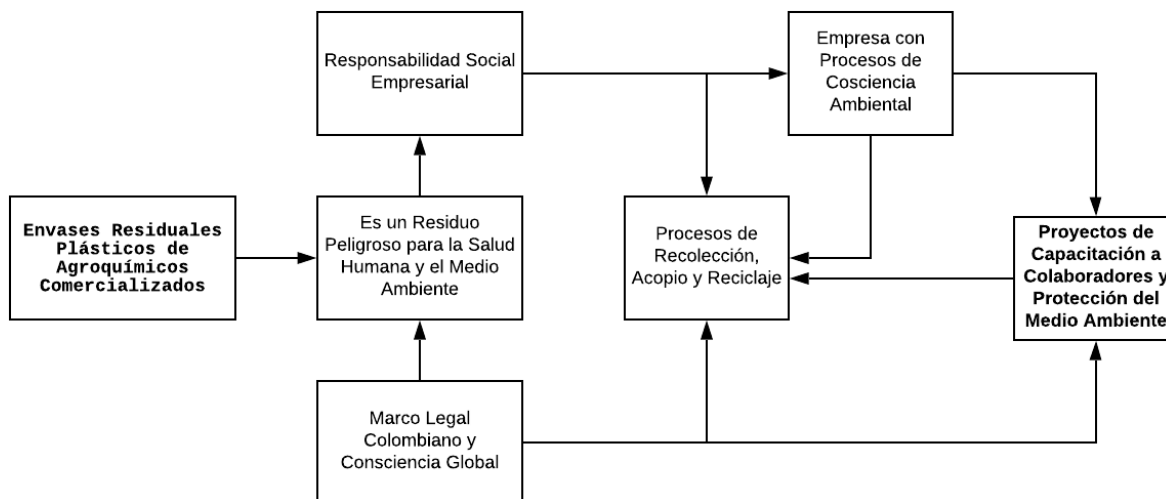 Responsabilidad Social
Empresarial
Empresa con
Procesos de
Cosciencia
Ambiental
Envases Residuales
Plásticos de
Agroquímicos
Comercializados
Es un Residuo
Peligroso para la Salud
Humana y el Medio
Ambiente
Procesos de
Recolección,
Acopio y Reciclaje
Proyectos de
Capacitación a
Colaboradores y
Protección del
Medio Ambiente
Marco Legal
Colombiano y
Consciencia Global